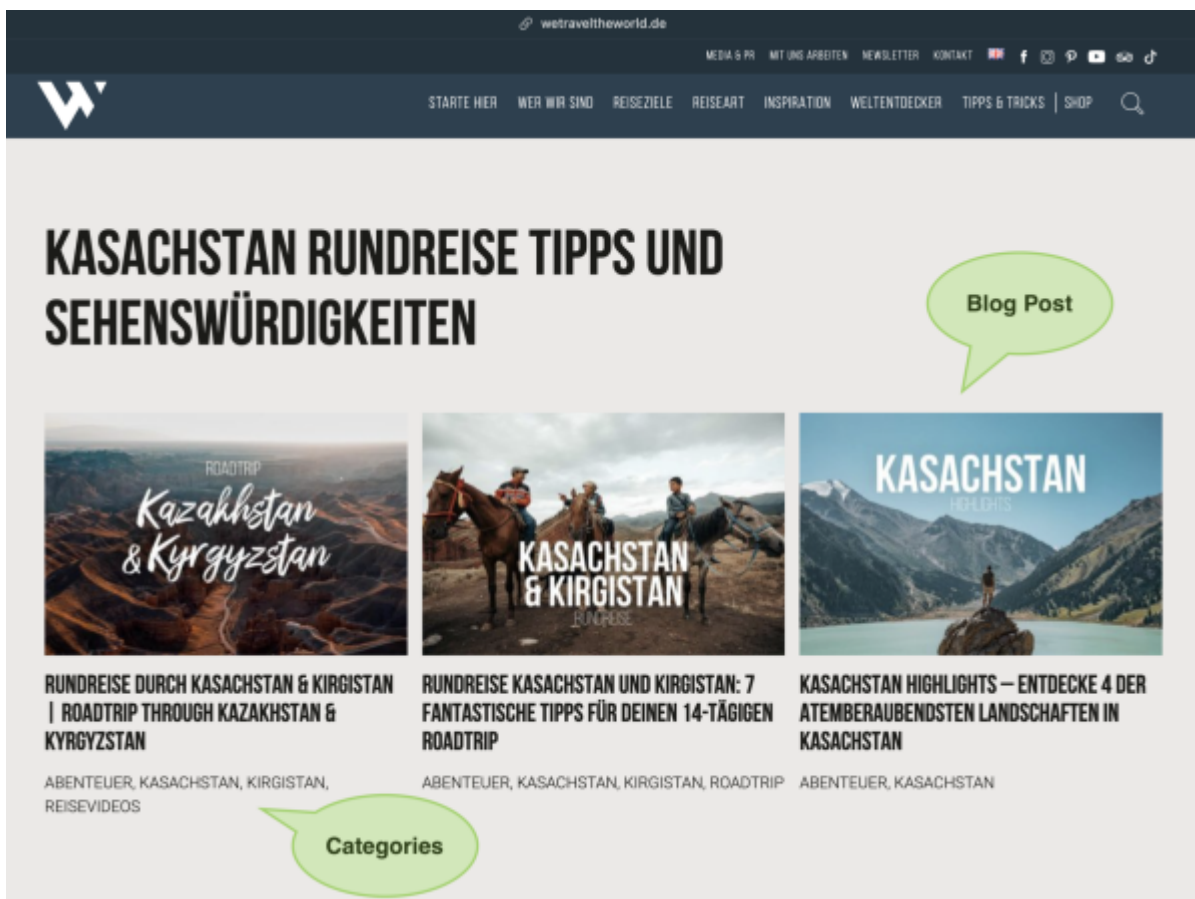 wetraveltheworld.de
MEDIA & PR MIT UNS ARBEITEN NEWSLETTER KONTAKT
STARTE HIER WER WIR SIND REISEZIELE REISEART INSPIRATION WELTENTDECKER TIPPS & TRICKS | SHOP
KASACHSTAN RUNDREISE TIPPS UND
SEHENSWÜRDIGKEITEN
Blog Post
ROADTRIP
Kazakhstan
& Kyrgyzstan
KASACHSTAN
& KIRGISTAN
RUNDREISE
KASACHSTAN
HIGHLIGHTS
RUNDREISE DURCH KASACHSTAN & KIRGISTAN
| ROADTRIP THROUGH KAZAKHSTAN &
KYRGYZSTAN
ABENTEUER, KASACHSTAN, KIRGISTAN,
REISEVIDEOS
RUNDREISE KASACHSTAN UND KIRGISTAN: 7
FANTASTISCHE TIPPS FÜR DEINEN 14-TÄGIGEN
ROADTRIP
ABENTEUER, KASACHSTAN, KIRGISTAN, ROADTRIP
KASACHSTAN HIGHLIGHTS – ENTDECKE 4 DER
ATEMBERAUBENDSTEN LANDSCHAFTEN IN
KASACHSTAN
ABENTEUER, KASACHSTAN
Categories